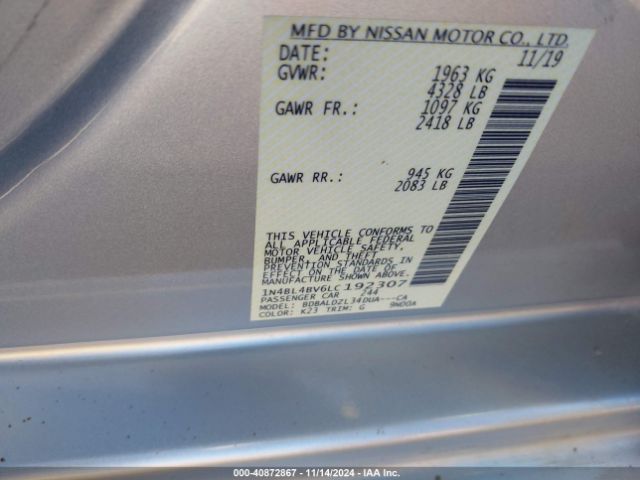 MFD BY NISSAN MOTOR CO., LTD.
DATE: 11/19
GVWR: 1963 KG
4328 LB
GAWR FR.: 1097 KG
2418 LB
GAWR RR.: 945 KG
2083 LB
THIS VEHICLE CONFORMS TO
ALL APPLICABLE FEDERAL
MOTOR VEHICLE SAFETY,
BUMPER, AND THEFT
PREVENTION STANDARDS IN
EFFECT ON THE DATE OF
MANUFACTURE SHOWN ABOVE.
1N4BL4BV6LC192307
PASSENGER CAR 244
MODEL: BDBALDZL34DUA---CA
COLOR: K23 TRIM: G 9N00A
000-40872867 - 11/14/2024 - IAA Inc.